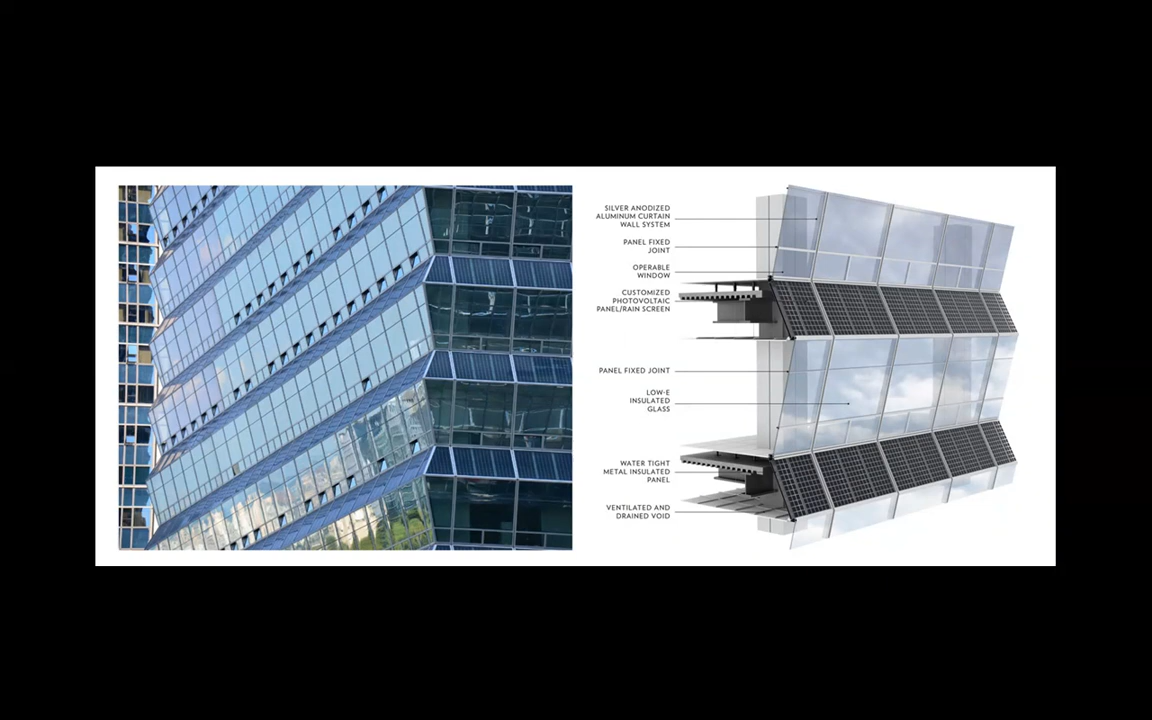 SILVER ANODIZED
ALUMINUM CURTAIN
WALL SYSTEM
PANEL FIXED
JOINT
OPERABLE
WINDOW
CUSTOMIZED
PHOTOVOLTAIC
PANEL/RAIN SCREEN
PANEL FIXED JOINT
LOW-E
INSULATED
GLASS
WATER TIGHT
METAL INSULATED
PANEL
VENTILATED AND
DRAINED VOID